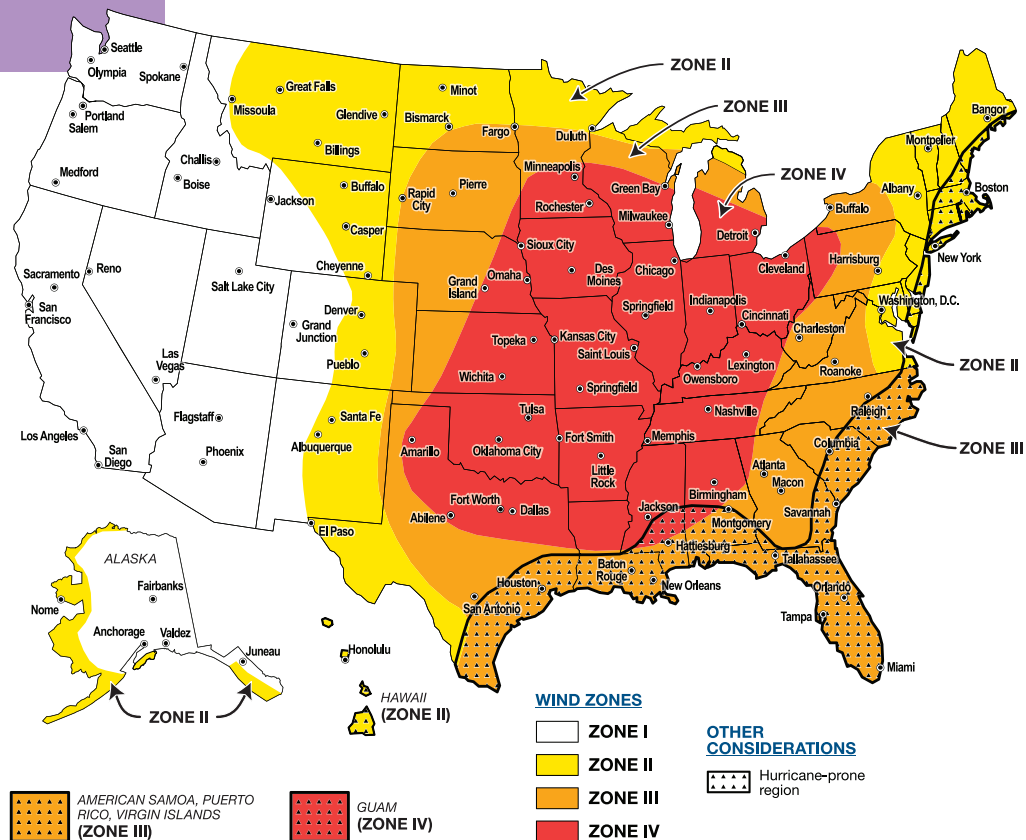 Seattle
Olympia
Spokane
Portland
Salem
Medford
Challis
Boise
Missoula
Great Falls
Glendive
Billings
Minot
Bismarck
Fargo
Duluth
ZONE II
ZONE III
ZONE IV
Bangor
Montpelier
Boston
Albany
Buffalo
New York
Jackson
Buffalo
Casper
Cheyenne
Rapid
City
Pierre
Minneapolis
Rochester
Green Bay
Milwaukee
Detroit
Sioux City
Omaha
Grand
Island
Des
Moines
Chicago
Cleveland
Harrisburg
Washington, D.C.
Sacramento
San
Francisco
Reno
Salt Lake City
Denver
Grand
Junction
Pueblo
Springfield
Indianapolis
Cincinnati
Charleston
Topeka
Kansas City
Saint Louis
Lexington
Owensboro
Roanoke
ZONE II
Las
Vegas
Wichita
Springfield
Nashville
Raleigh
Los Angeles
San
Diego
Flagstaff
Phoenix
Santa Fe
Albuquerque
Amarillo
Tulsa
Oklahoma City
Fort Smith
Little
Rock
Memphis
Columbia
ZONE III
Atlanta
Macon
Birmingham
Savannah
El Paso
Abilene
Fort Worth
Dallas
Jackson
Montgomery
Hattiesburg
Tallahassee
Houston
San Antonio
Baton
Rouge
New Orleans
Orlando
Tampa
Miami
ALASKA
Fairbanks
Nome
Anchorage
Valdez
Juneau
ZONE II
Honolulu
HAWAII
(ZONE II)
WIND ZONES
ZONE I
ZONE II
ZONE III
ZONE IV
OTHER
CONSIDERATIONS
Hurricane-prone
region
AMERICAN SAMOA, PUERTO
RICO, VIRGIN ISLANDS
(ZONE III)
GUAM
(ZONE IV)